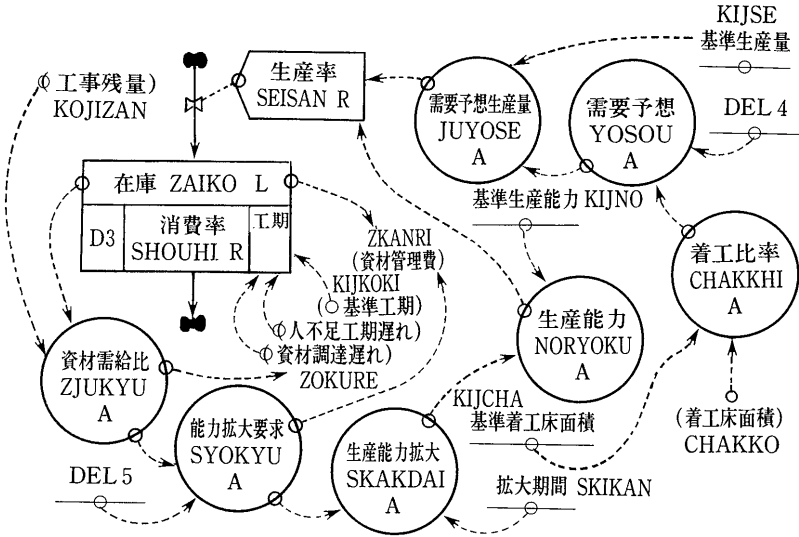 KIJSE
基準生産量
(工事残量)
KOJIZAN
生産率
SEISAN R
需要予想生産量
JUYOSE
A
需要予想
YOSOU
A
DEL 4
在庫 ZAIKO L
D3
消費率
SHOUHI R
工期
ZKANRI
(資材管理費)
基準生産能力 KIJNO
着工比率
CHAKKHI
A
KIJKOKI
(基準工期)
(人不足工期遅れ)
(資材調達遅れ)
ZOKURE
生産能力
NORYOKU
A
資材需給比
ZJUKYU
A
KIJCHA
基準着工床面積
(着工床面積)
CHAKKO
能力拡大要求
SYOKYU
A
生産能力拡大
SKAKDAI
A
DEL 5
拡大期間 SKIKAN